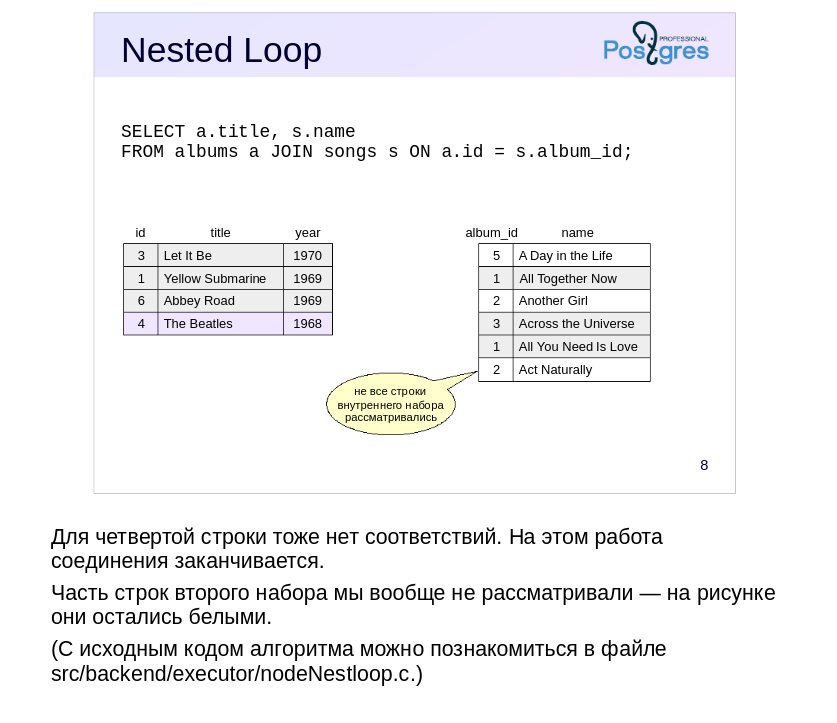 Nested Loop
Postgres
PROFESSIONAL
SELECT a.title, s.name
FROM albums a JOIN songs s ON a.id = s.album_id;
id title year
3 Let It Be 1970
1 Yellow Submarine 1969
6 Abbey Road 1969
4 The Beatles 1968
album_id name
5 A Day in the Life
1 All Together Now
2 Another Girl
3 Across the Universe
1 All You Need Is Love
2 Act Naturally
не все строки
внутреннего набора
рассматривались
8
Для четвертой строки тоже нет соответствий. На этом работа
соединения заканчивается.
Часть строк второго набора мы вообще не рассматривали — на рисунке
они остались белыми.
(С исходным кодом алгоритма можно познакомиться в файле
src/backend/executor/nodeNestloop.c.)